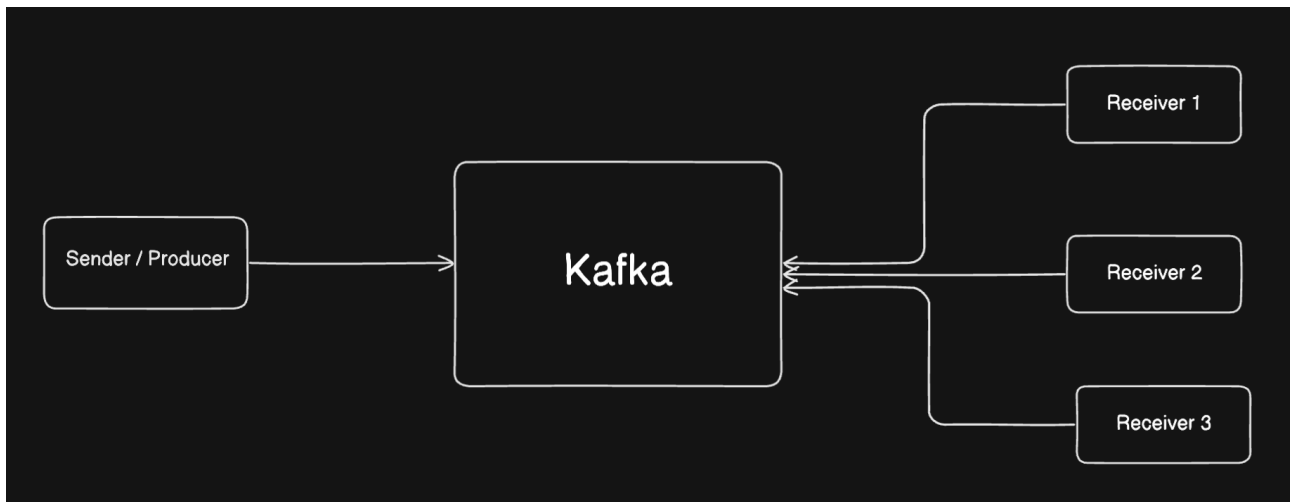 Sender / Producer
Kafka
Receiver 1
Receiver 2
Receiver 3